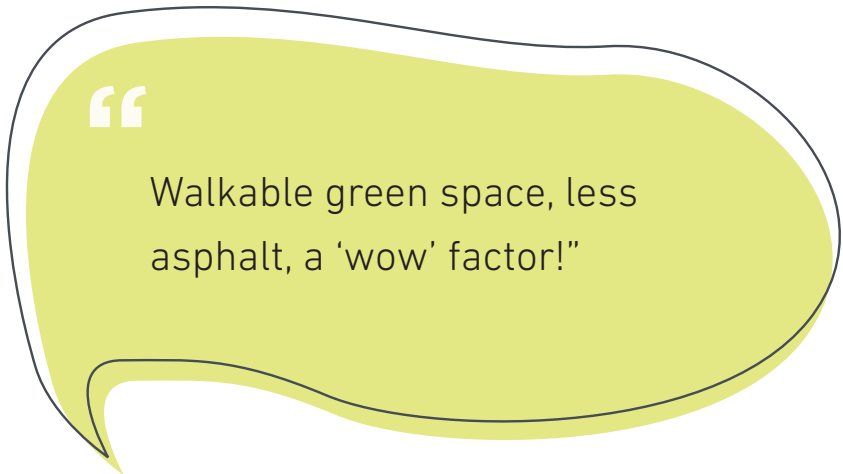 “
Walkable green space, less
asphalt, a ‘wow’ factor!”